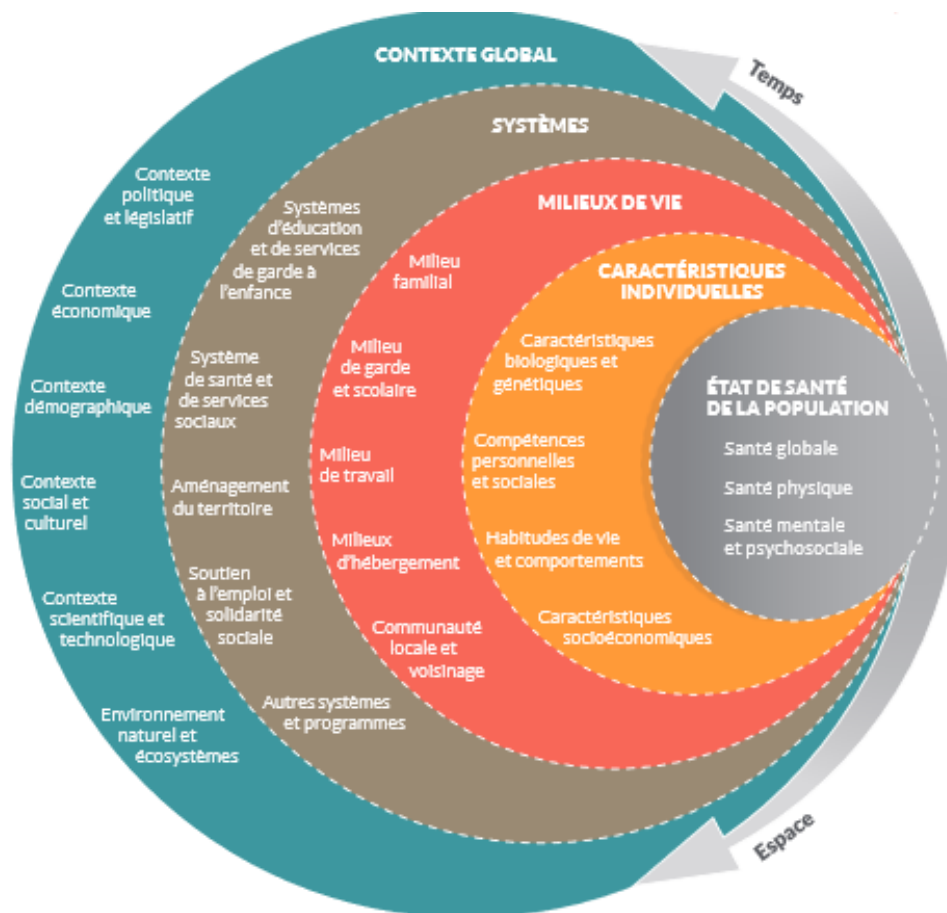 CONTEXTE GLOBAL
Temps
SYSTÈMES
MILIEUX DE VIE
CARACTÉRISTIQUES
INDIVIDUELLES
ÉTAT DE SANTÉ
DE LA POPULATION
Contexte
politique
et législatif
Contexte
économique
Contexte
démographique
Contexte
social et
culturel
Contexte
scientifique et
technologique
Environnement
naturel et
écosystèmes
Systèmes
d'éducation
et de services
de garde à
l'enfance
Système
de santé et
de services
sociaux
Aménagement
du territoire
Soutien
à l'emploi et
solidarité
sociale
Autres systèmes
et programmes
Milieu
familial
Milieu
de garde
et scolaire
Milieu
de travail
Milieux
d'hébergement
Communauté
locale et
voisinage
Caractéristiques
biologiques et
génétiques
Compétences
personnelles
et sociales
Habitudes de vie
et comportements
Caractéristiques
socioéconomiques
Santé globale
Santé physique
Santé mentale
et psychosociale
Espace